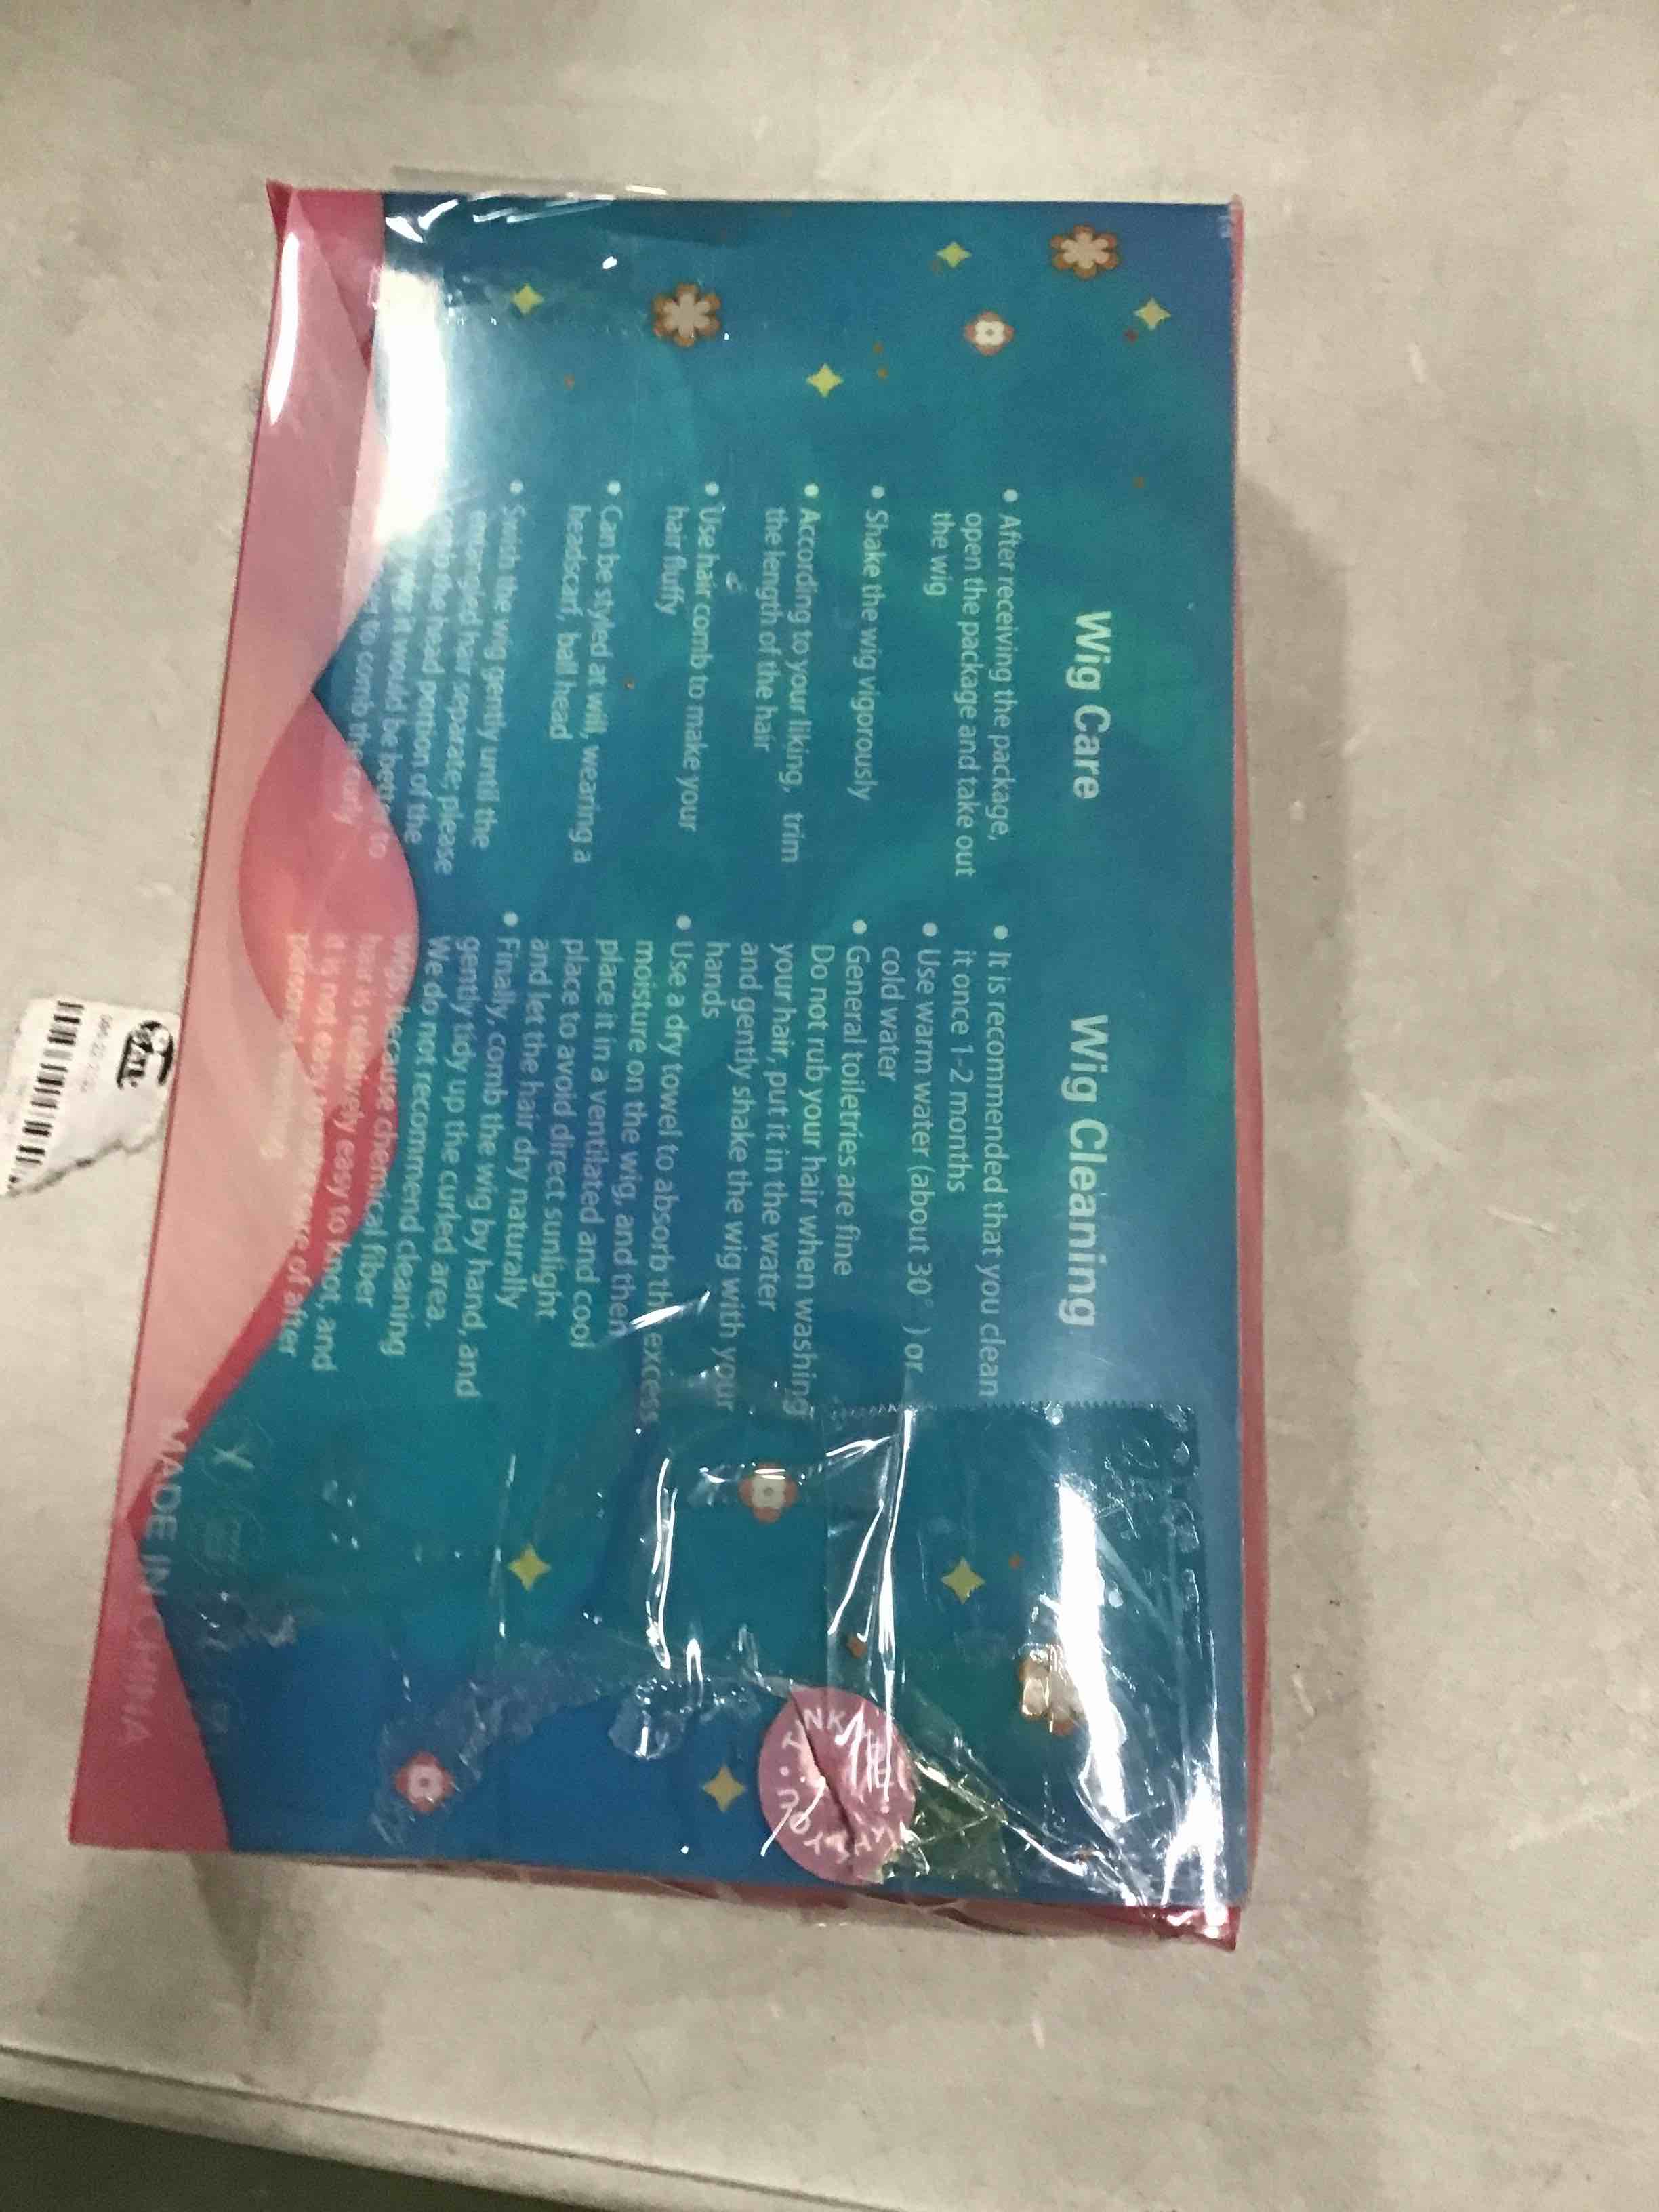 Wig Care
• After receiving the package,
open the package and take out
the wig
• Shake the wig vigorously
• According to your liking, trim
the length of the hair
• Use hair comb to make your
hair fluffy
• Can be styled at will, wearing a
headscarf, ball head
• Swish the wig gently until the
hair separate, please
the head portion of the
it would be better to
to comb
Wig Cleaning
• It is recommended that you clean
it once 1-2 months
• Use warm water (about 30° ) or
cold water
• General toiletries are fine
Do not rub your hair when washing
your hair, put it in the water
and gently shake the wig with your
hands
• Use a dry towel to absorb the excess
moisture on the wig, and then
place it in a ventilated and cool
place to avoid direct sunlight
and let the hair dry naturally
• Finally, comb the wig by hand, and
gently tidy up the curled area.
We do not recommend cleaning
because chemical fiber
hair is relatively easy to knot, and
it is not easy to take care of after
MADE IN CHINA
YOU